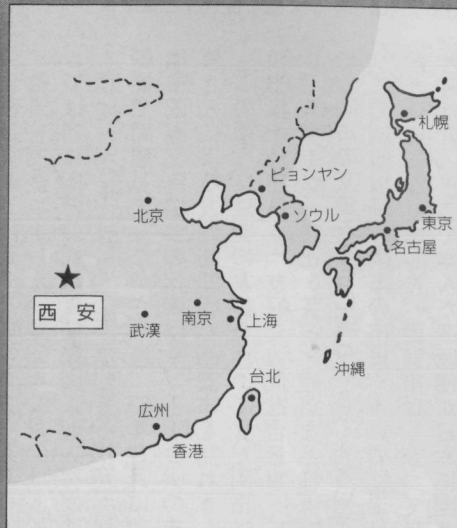 札幌
ピョンヤン
北京
ソウル
東京
名古屋
西 安
武漢
南京
上海
沖縄
台北
広州
香港